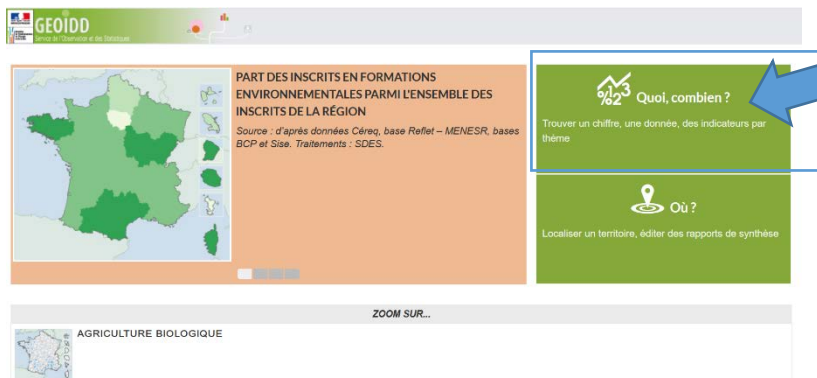 GEOIDD
Service de l'Observation et des Statistiques
PART DES INSCRITS EN FORMATIONS
ENVIRONNEMENTALES PARMI L'ENSEMBLE DES
INSCRITS DE LA RÉGION
Source : d'après données Céreq, base Reflet – MENESR, bases
BCP et Sise. Traitements : SDES.
%123 Quoi, combien ?
Trouver un chiffre, une donnée, des indicateurs par
thème
Où ?
Localiser un territoire, éditer des rapports de synthèse
ZOOM SUR...
AGRICULTURE BIOLOGIQUE